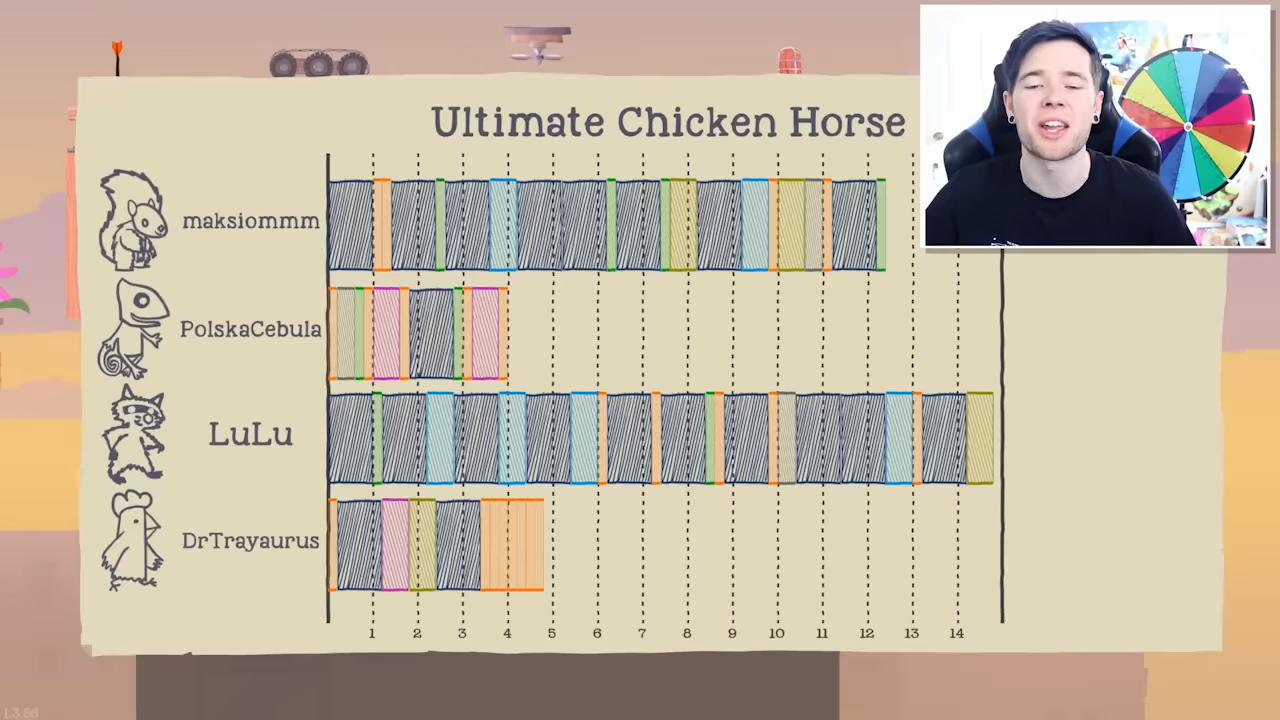 Ultimate Chicken Horse
maksiommm
PolskaCebula
LuLu
DrTrayaurus
1 2 3 4 5 6 7 8 9 10 11 12 13 14